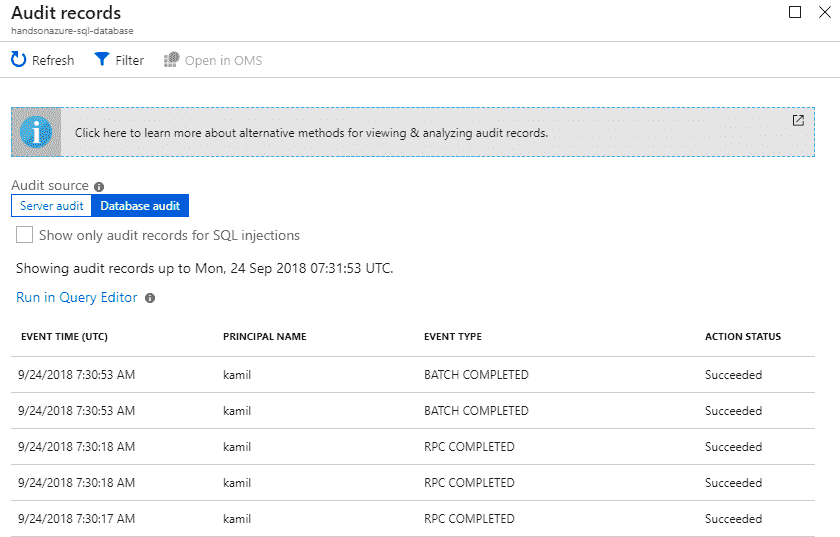 Audit records
handsonazure-sql-database
Refresh Filter Open in OMS
Click here to learn more about alternative methods for viewing & analyzing audit records.
Audit source
Server audit Database audit
Show only audit records for SQL injections
Showing audit records up to Mon, 24 Sep 2018 07:31:53 UTC.
Run in Query Editor
EVENT TIME (UTC) PRINCIPAL NAME EVENT TYPE ACTION STATUS
9/24/2018 7:30:53 AM kamil BATCH COMPLETED Succeeded
9/24/2018 7:30:53 AM kamil BATCH COMPLETED Succeeded
9/24/2018 7:30:18 AM kamil RPC COMPLETED Succeeded
9/24/2018 7:30:18 AM kamil RPC COMPLETED Succeeded
9/24/2018 7:30:17 AM kamil RPC COMPLETED Succeeded